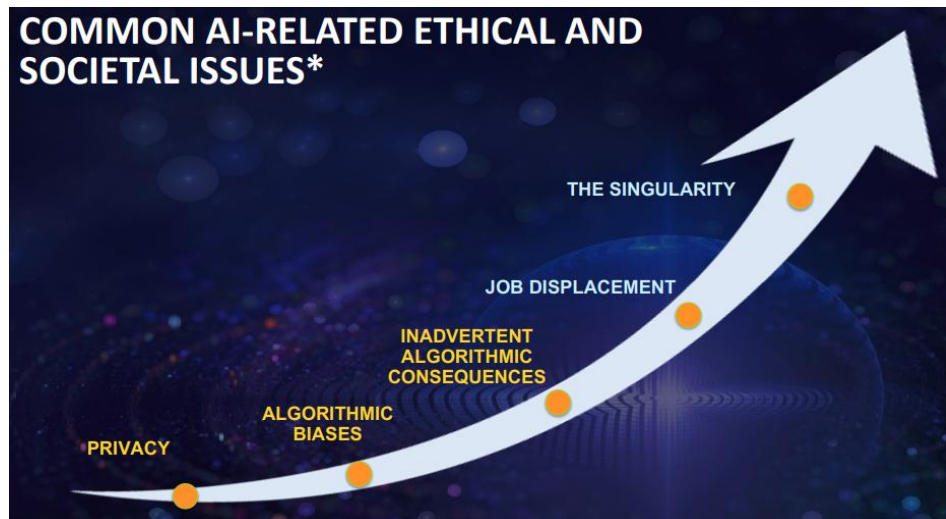 COMMON AI-RELATED ETHICAL AND
SOCIETAL ISSUES*
THE SINGULARITY
JOB DISPLACEMENT
INADVERTENT
ALGORITHMIC
CONSEQUENCES
ALGORITHMIC
BIASES
PRIVACY